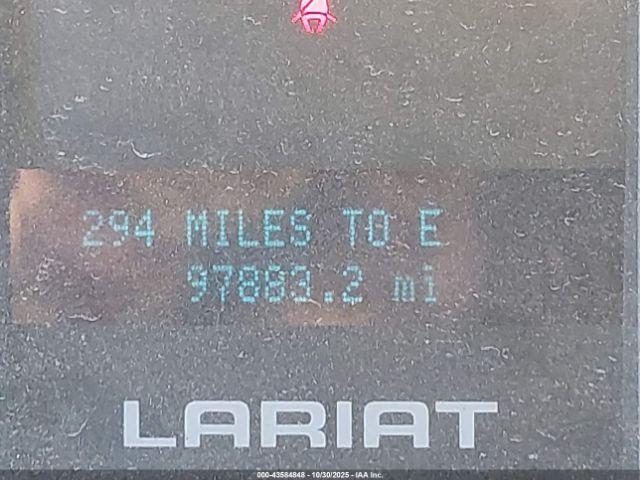 294 MILES TO E
97883.2 mi
LARIAT
000-43584848 - 10/30/2025 - IAA Inc.